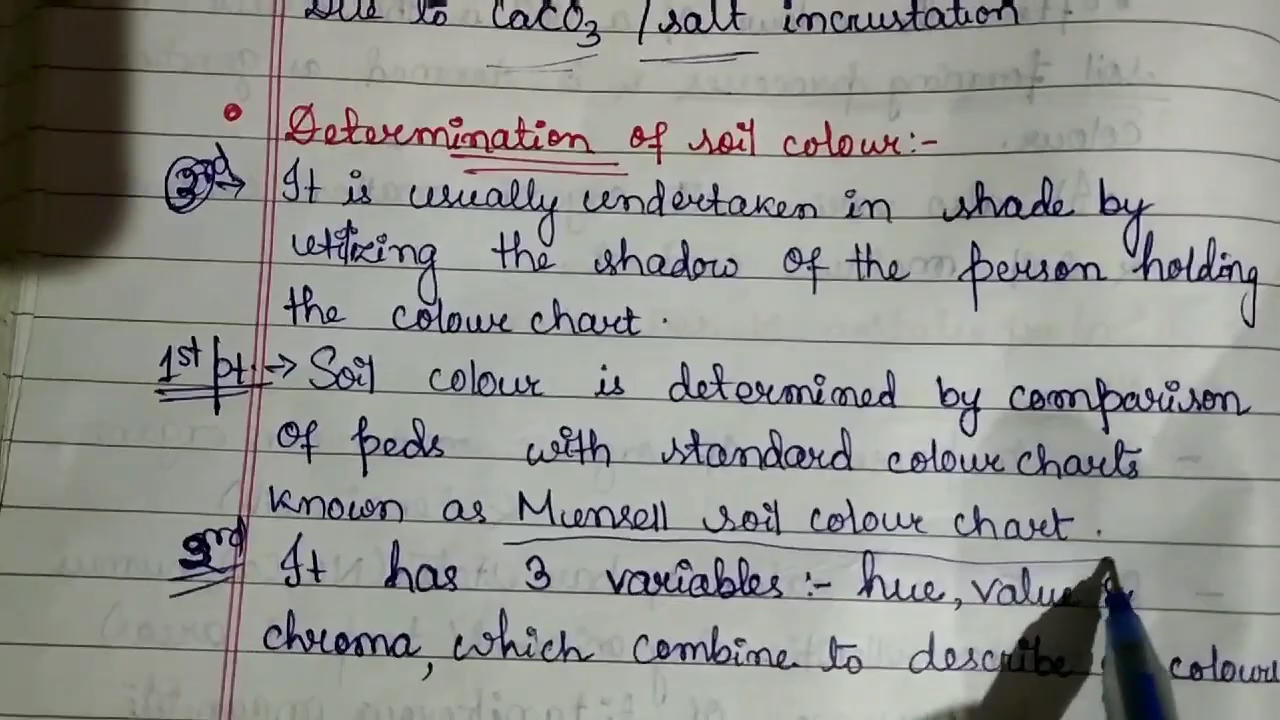 Due to CaCO3 / salt incrustation
• Determination of soil colour:-
3rd → It is usually undertaken in shade by
utilizing the shadow of the person holding
the colour chart.
1st pt. → Soil colour is determined by comparison
of peds with standard colour charts
known as Munsell soil colour chart.
2nd It has 3 variables :- hue, value
chroma, which combine to describe colour